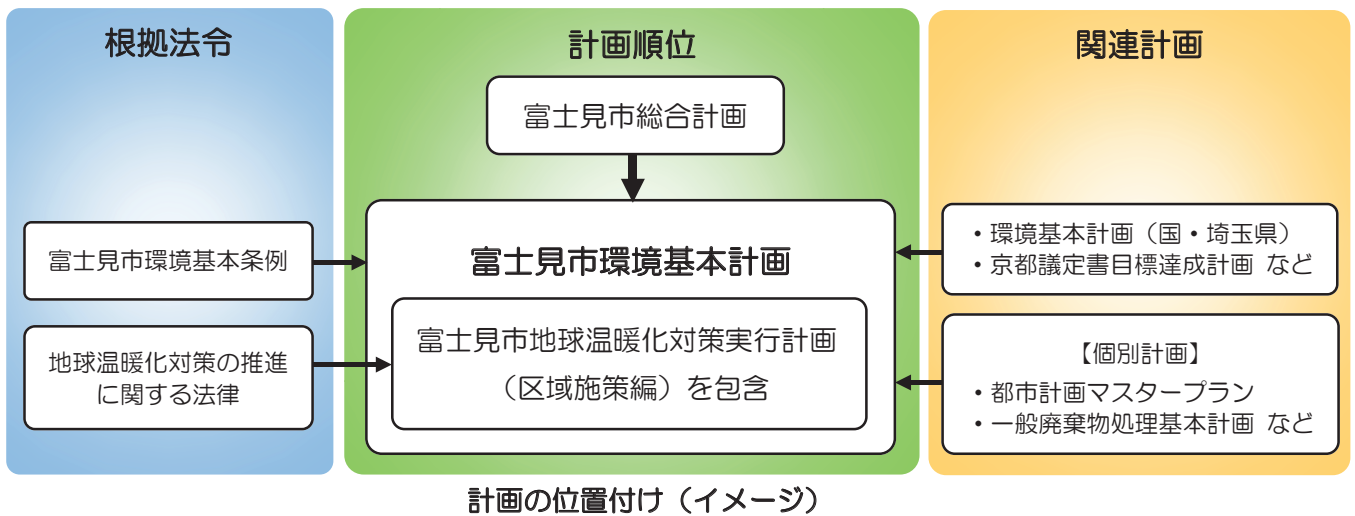 根拠法令
富士見市環境基本条例
地球温暖化対策の推進
に関する法律
計画順位
富士見市総合計画
富士見市環境基本計画
富士見市地球温暖化対策実行計画
（区域施策編）を包含
関連計画
・環境基本計画（国・埼玉県）
・京都議定書目標達成計画 など
【個別計画】
・都市計画マスタープラン
・一般廃棄物処理基本計画 など
計画の位置付け（イメージ）